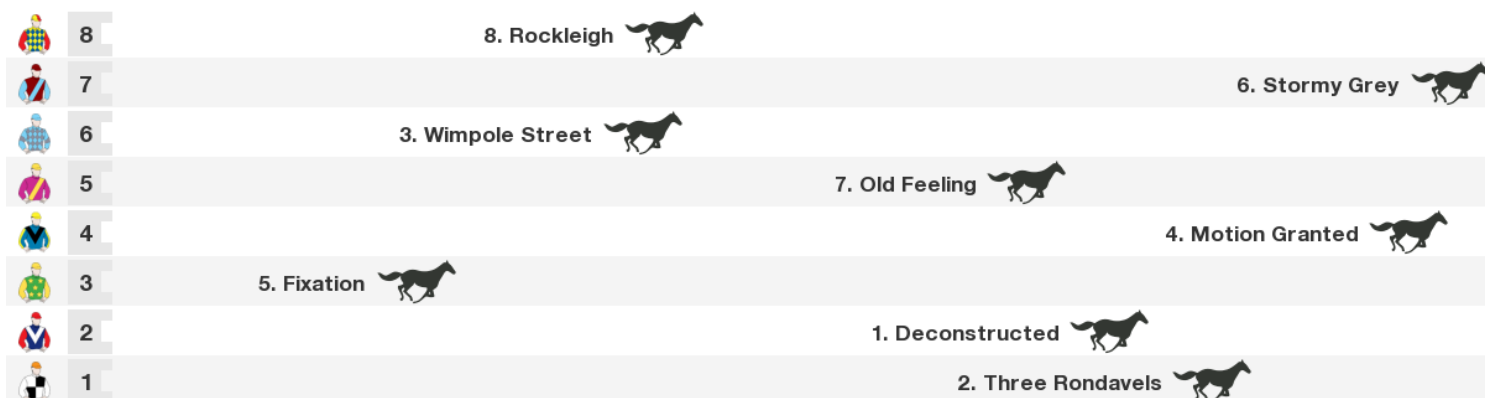 8 8. Rockleigh
7 6. Stormy Grey
6 3. Wimpole Street
5 7. Old Feeling
4 4. Motion Granted
3 5. Fixation
2 1. Deconstructed
1 2. Three Rondavels